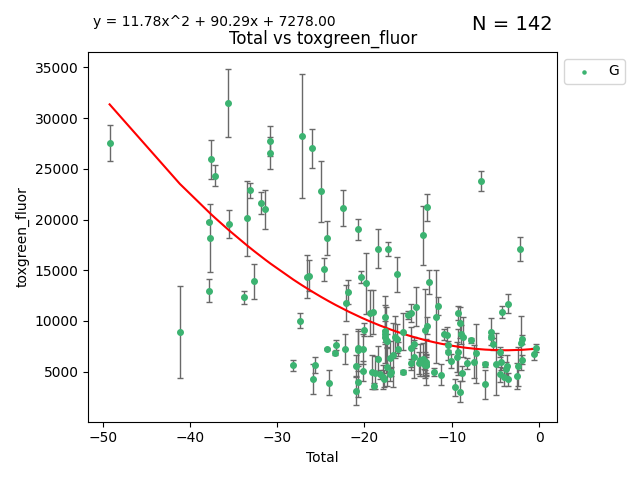 y = 11.78x^2 + 90.29x + 7278.00
N = 142
Total vs toxgreen_fluor
G
35000
30000
25000
20000
15000
10000
5000
toxgreen_fluor
−50
−40
−30
−20
−10
0
Total